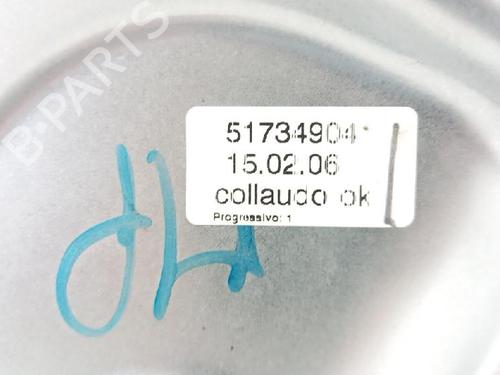 B-PARTS
51734904
15.02.06
collaudo ok
Progressivo: 1